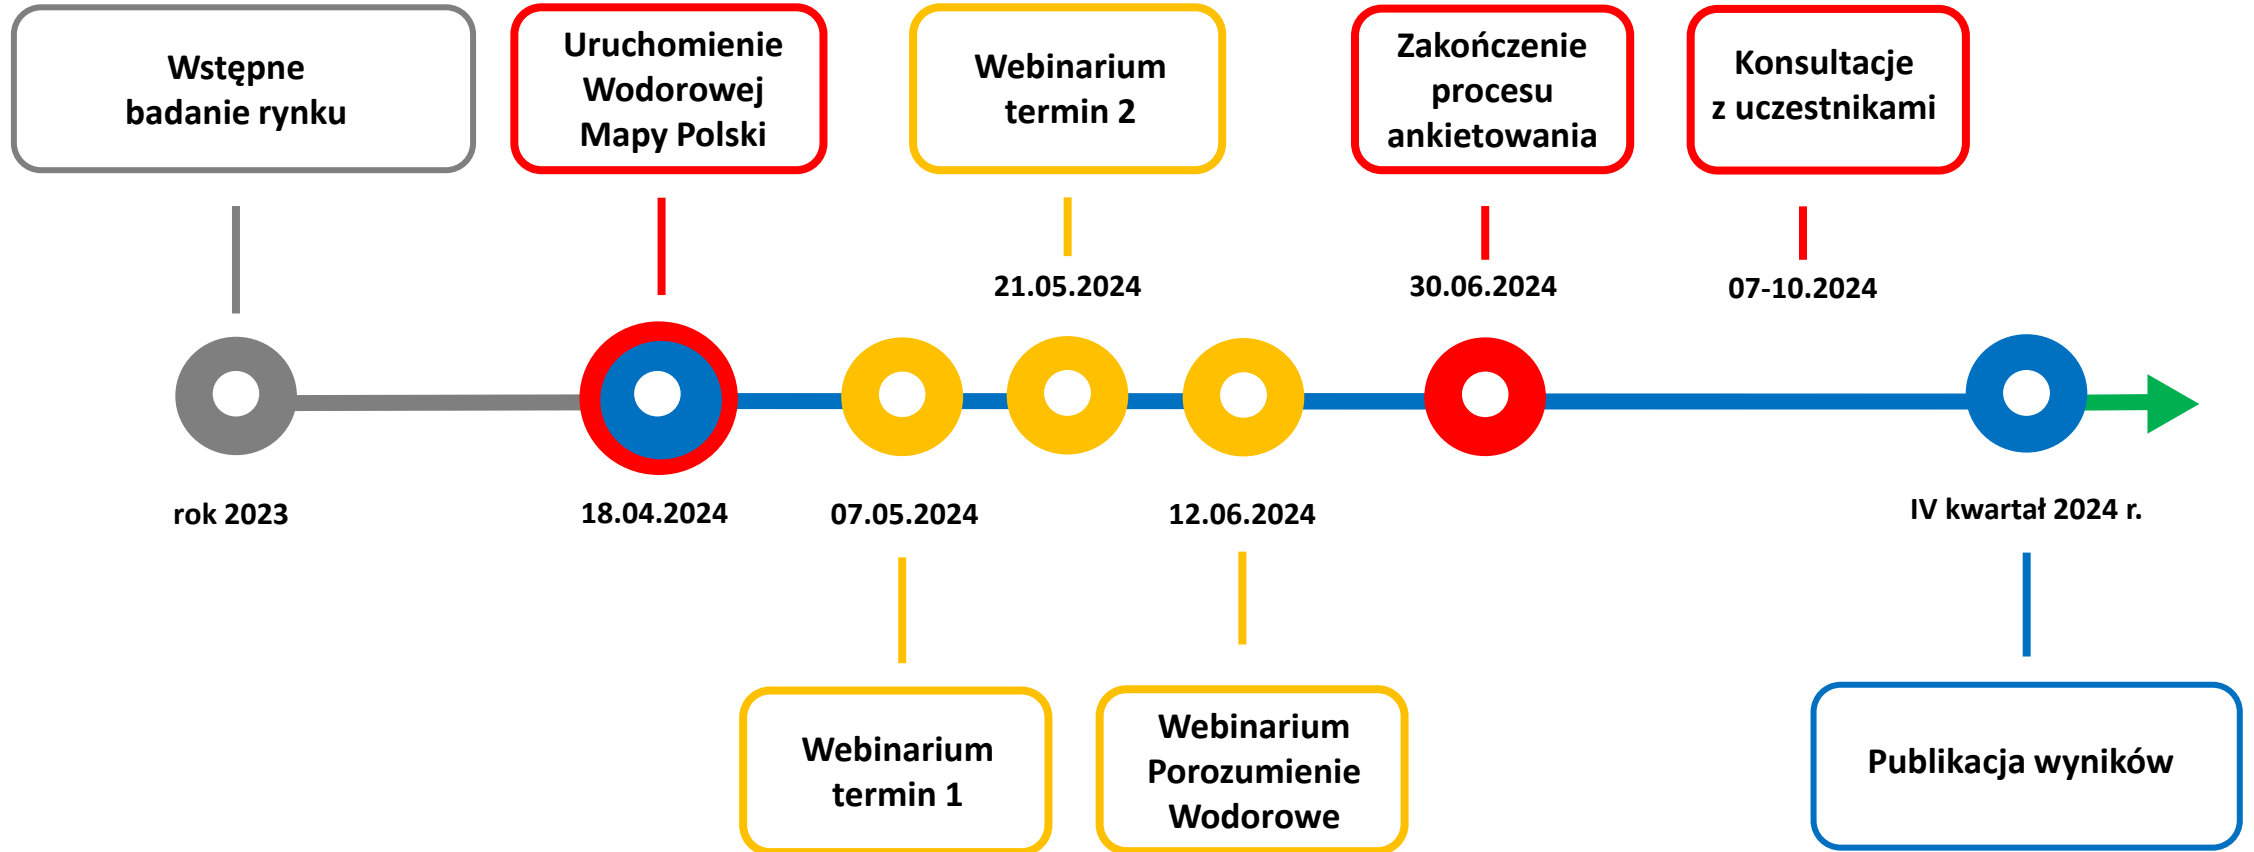 Wstępne
badanie rynku
Uruchomienie
Wodorowej
Mapy Polski
Webinarium
termin 2
Zakończenie
procesu
ankietowania
Konsultacje
z uczestnikami
21.05.2024
30.06.2024
07-10.2024
rok 2023
18.04.2024
07.05.2024
12.06.2024
IV kwartał 2024 r.
Webinarium
termin 1
Webinarium
Porozumienie
Wodorowe
Publikacja wyników